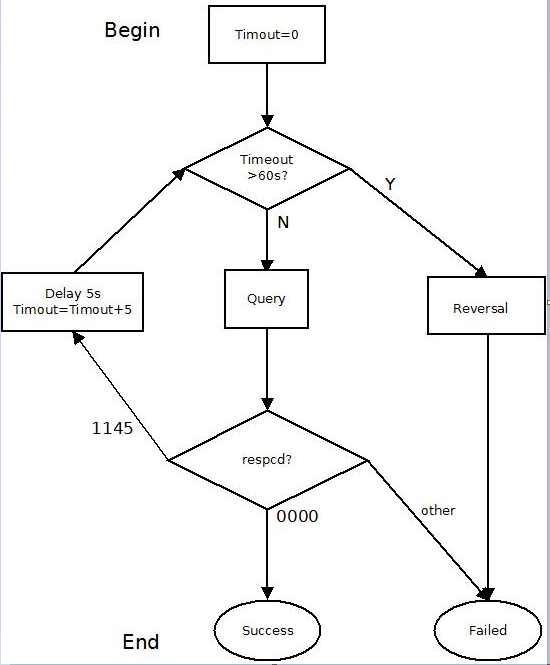 Begin
Timout=0
Timeout
>60s?
Y
N
Delay 5s
Timout=Timout+5
Query
Reversal
1145
respcd?
other
0000
Success
Failed
End